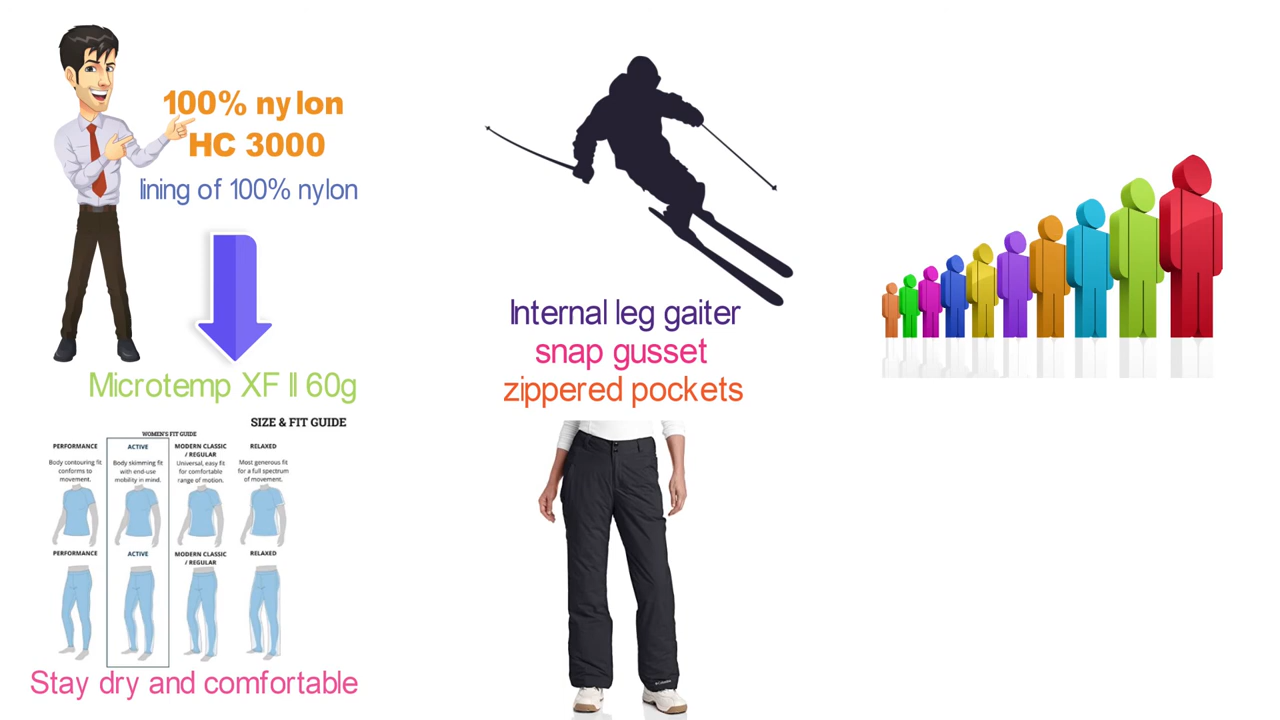 100% nylon
HC 3000
lining of 100% nylon
Microtemp XF II 60g
SIZE & FIT GUIDE
WOMEN'S FIT GUIDE
PERFORMANCE
Body contouring fit
conforms to
movement.
ACTIVE
Body skimming fit
with end-use
mobility in mind.
MODERN CLASSIC
/ REGULAR
Universal, easy fit
for comfortable
range of motion.
RELAXED
Most generous fit
for a full spectrum
of movement.
PERFORMANCE
ACTIVE
MODERN CLASSIC
/ REGULAR
RELAXED
Stay dry and comfortable
Internal leg gaiter
snap gusset
zippered pockets
Columbia